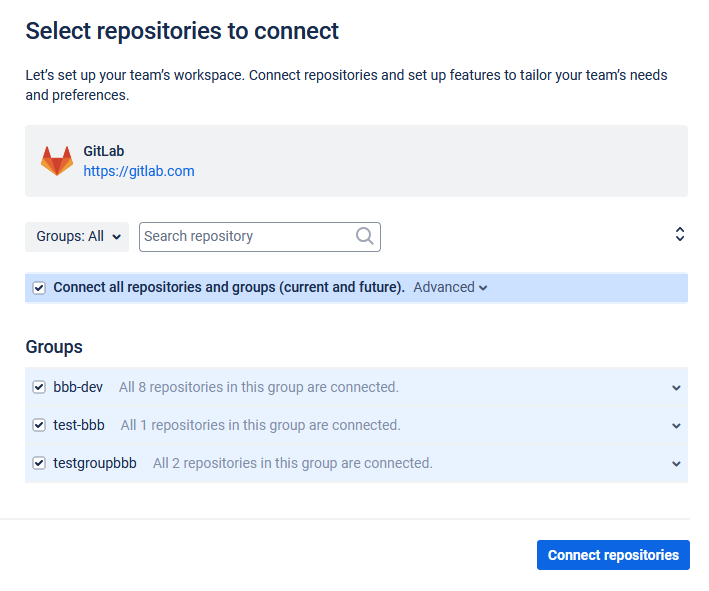 Select repositories to connect
Let’s set up your team’s workspace. Connect repositories and set up features to tailor your team’s needs
and preferences.
GitLab
https://gitlab.com
Groups: All
Search repository
Connect all repositories and groups (current and future). Advanced
Groups
bbb-dev All 8 repositories in this group are connected.
test-bbb All 1 repositories in this group are connected.
testgroupbbb All 2 repositories in this group are connected.
Connect repositories